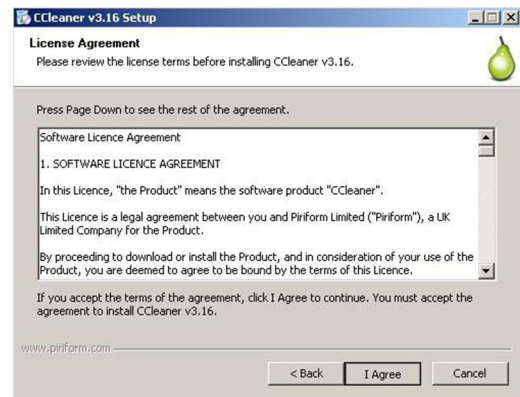 CCleaner v3.16 Setup
License Agreement
Please review the license terms before installing CCleaner v3.16.
Press Page Down to see the rest of the agreement.
Software Licence Agreement
1. SOFTWARE LICENCE AGREEMENT
In this Licence, "the Product" means the software product "CCleaner".
This Licence is a legal agreement between you and Piriform Limited ("Piriform"), a UK
Limited Company for the Product.
By proceeding to download or install the Product, and in consideration of your use of the
Product, you are deemed to agree to be bound by the terms of this Licence.
If you accept the terms of the agreement, click I Agree to continue. You must accept the
agreement to install CCleaner v3.16.
www.piriform.com
< Back I Agree Cancel